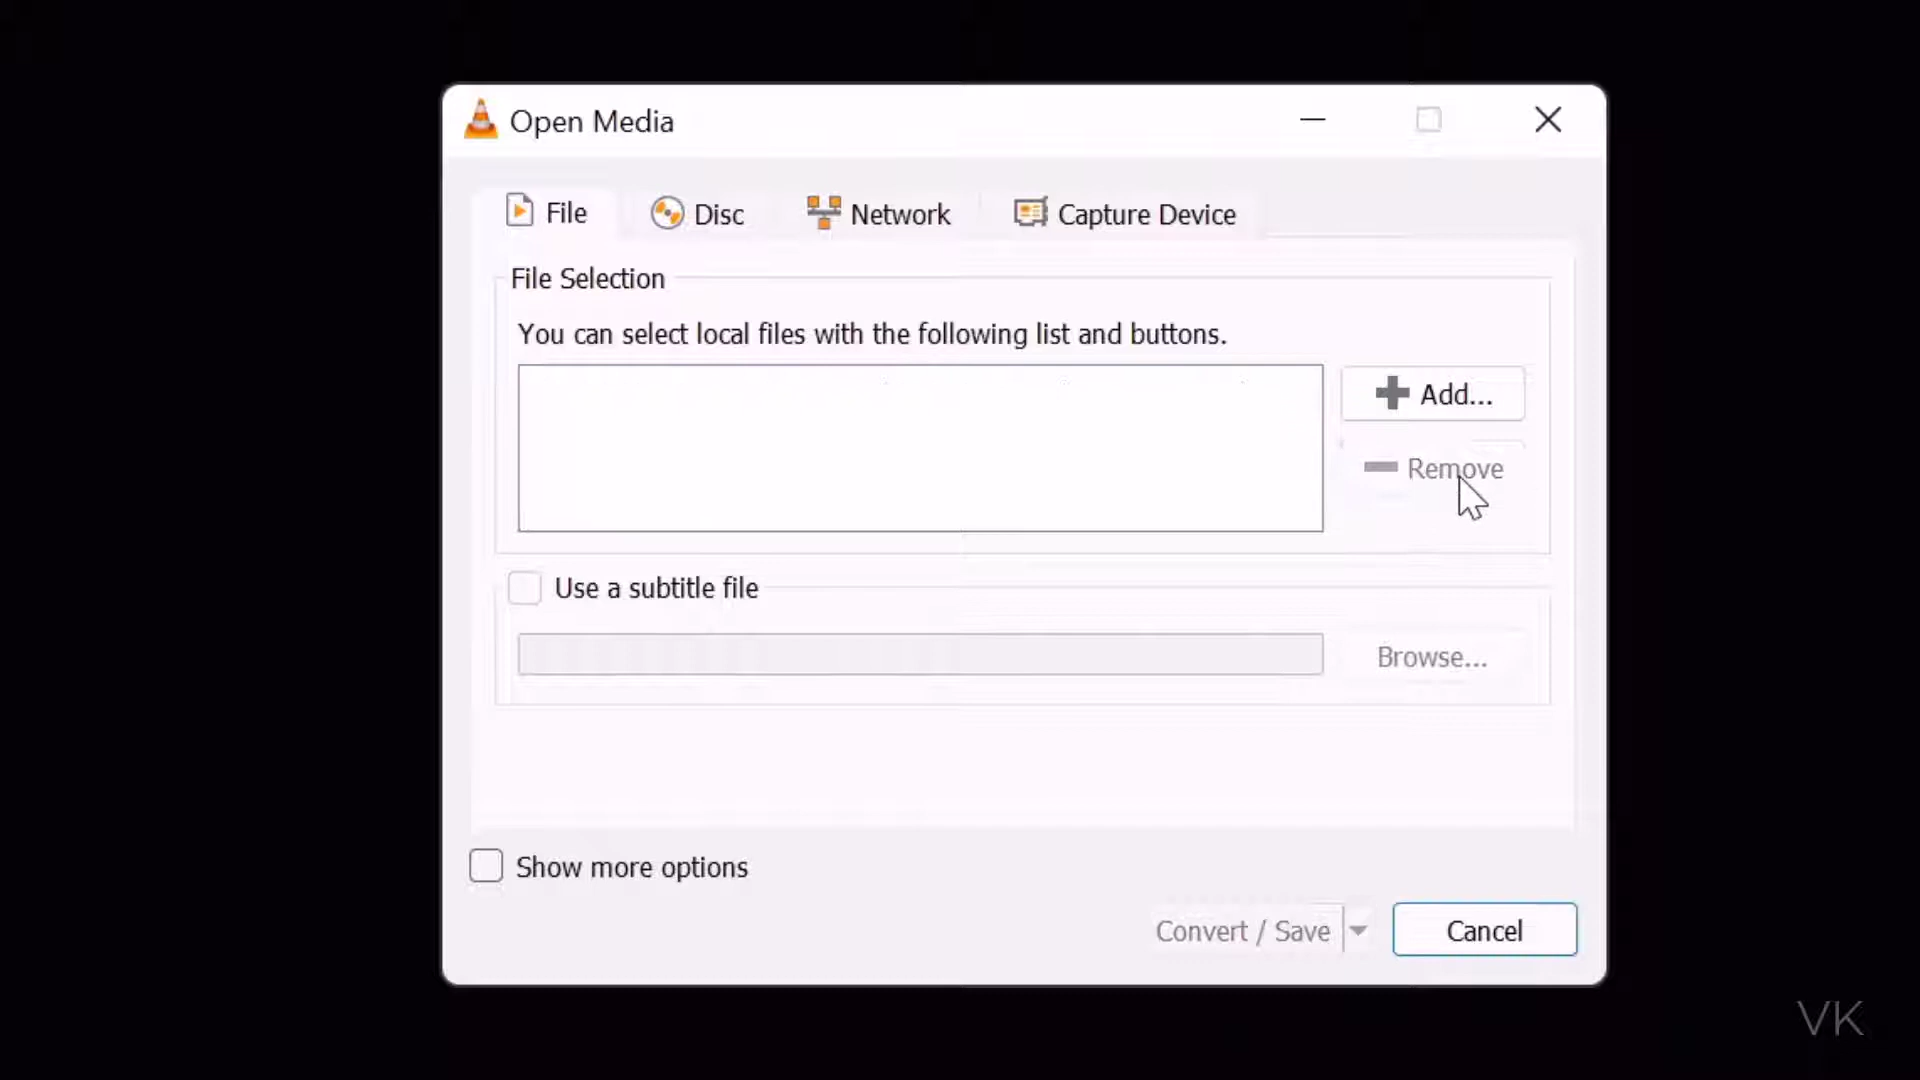 Open Media
File
Disc
Network
Capture Device
File Selection
You can select local files with the following list and buttons.
Add...
Remove
Use a subtitle file
Browse...
Show more options
Convert / Save
Cancel
VK